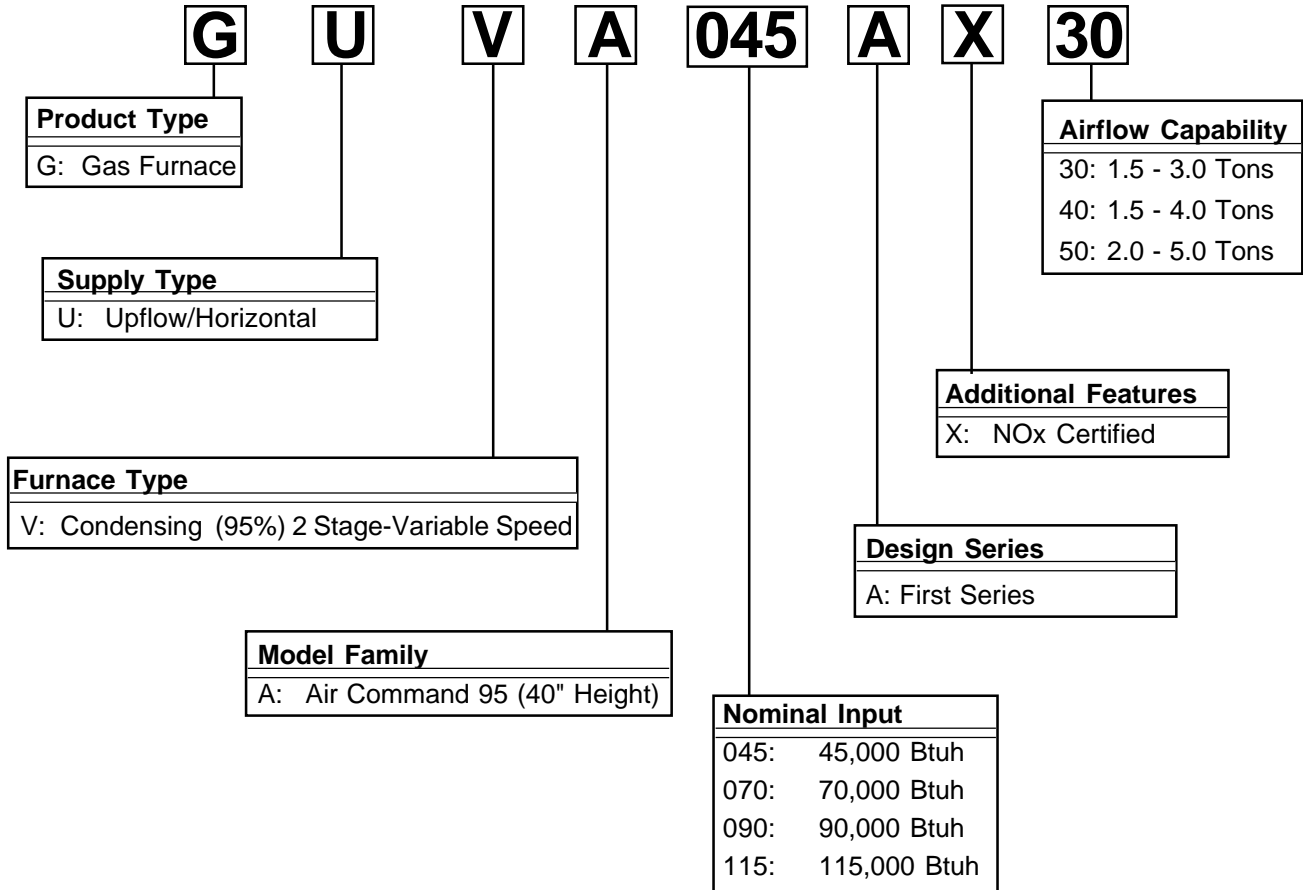 G U V A 045 A X 30
Product Type
G: Gas Furnace
Airflow Capability
30: 1.5 - 3.0 Tons
40: 1.5 - 4.0 Tons
50: 2.0 - 5.0 Tons
Supply Type
U: Upflow/Horizontal
Additional Features
X: NOx Certified
Furnace Type
V: Condensing (95%) 2 Stage-Variable Speed
Design Series
A: First Series
Model Family
A: Air Command 95 (40" Height)
Nominal Input
045: 45,000 Btuh
070: 70,000 Btuh
090: 90,000 Btuh
115: 115,000 Btuh